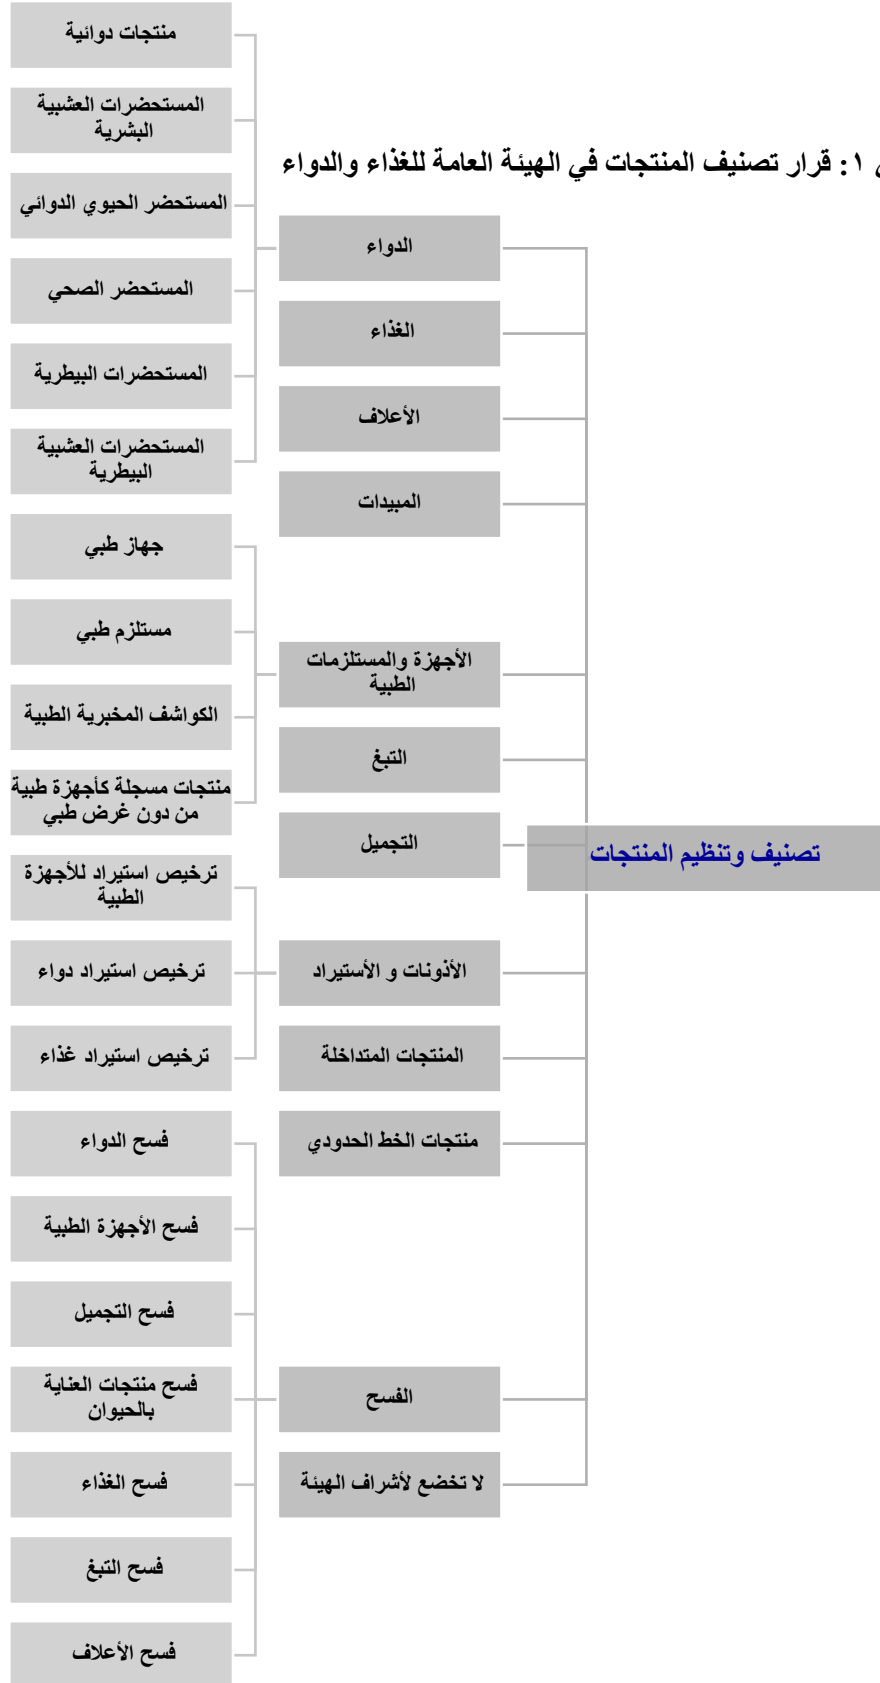 ١: قرار تصنيف المنتجات في الهيئة العامة للغذاء والدواء
تصنيف وتنظيم المنتجات
الدواء
منتجات دوائية
المستحضرات العشبية
البشرية
المستحضر الحيوي الدوائي
المستحضر الصحي
المستحضرات البيطرية
المستحضرات العشبية
البيطرية
الغذاء
الأعلاف
المبيدات
الأجهزة والمستلزمات
الطبية
جهاز طبي
مستلزم طبي
الكواشف المخبرية الطبية
منتجات مسجلة كأجهزة طبية
من دون غرض طبي
التبغ
التجميل
الأذونات و الأستيراد
ترخيص استيراد للأجهزة
الطبية
ترخيص استيراد دواء
ترخيص استيراد غذاء
المنتجات المتداخلة
منتجات الخط الحدودي
الفسح
فسح الدواء
فسح الأجهزة الطبية
فسح التجميل
فسح منتجات العناية
بالحيوان
فسح الغذاء
فسح التبغ
فسح الأعلاف
لا تخضع لأشراف الهيئة